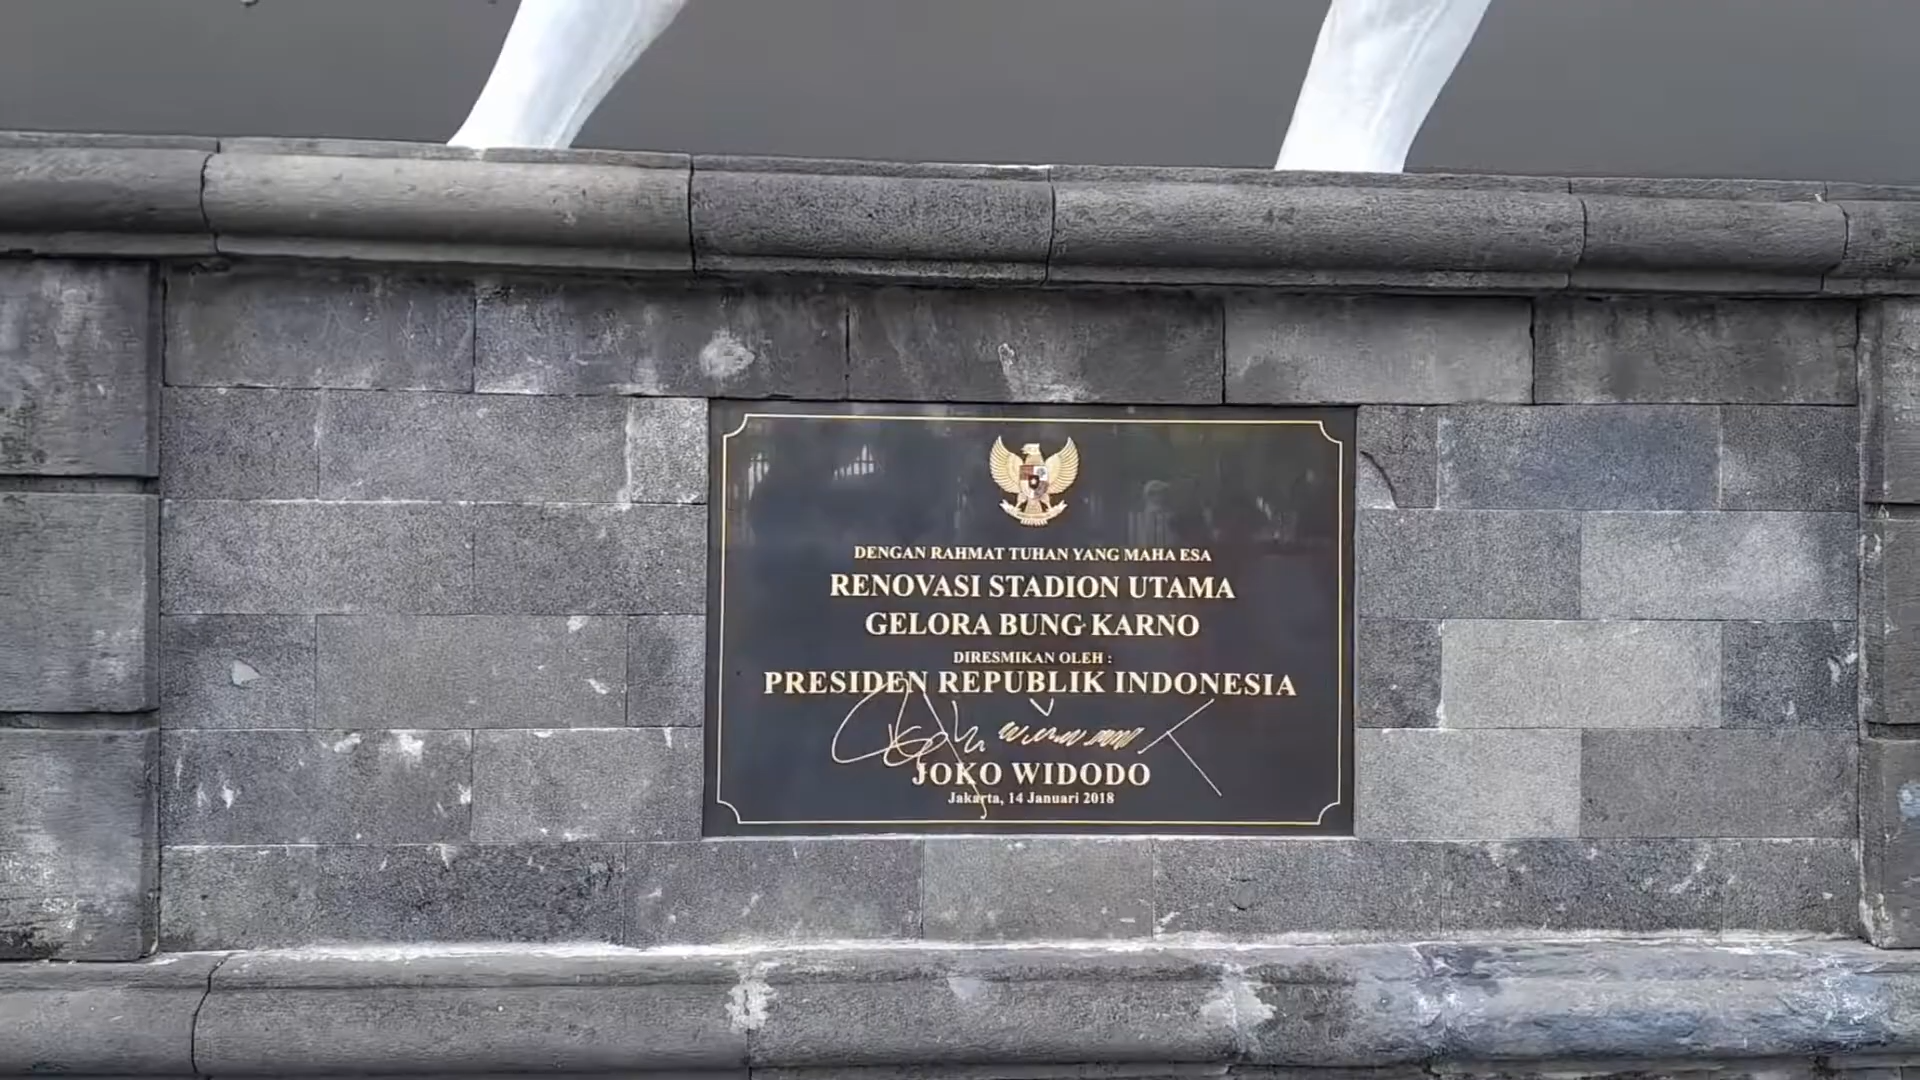 DENGAN RAHMAT TUHAN YANG MAHA ESA
RENOVASI STADION UTAMA
GELORA BUNG KARNO
DIRESMIKAN OLEH :
PRESIDEN REPUBLIK INDONESIA
JOKO WIDODO
Jakarta, 14 Januari 2018